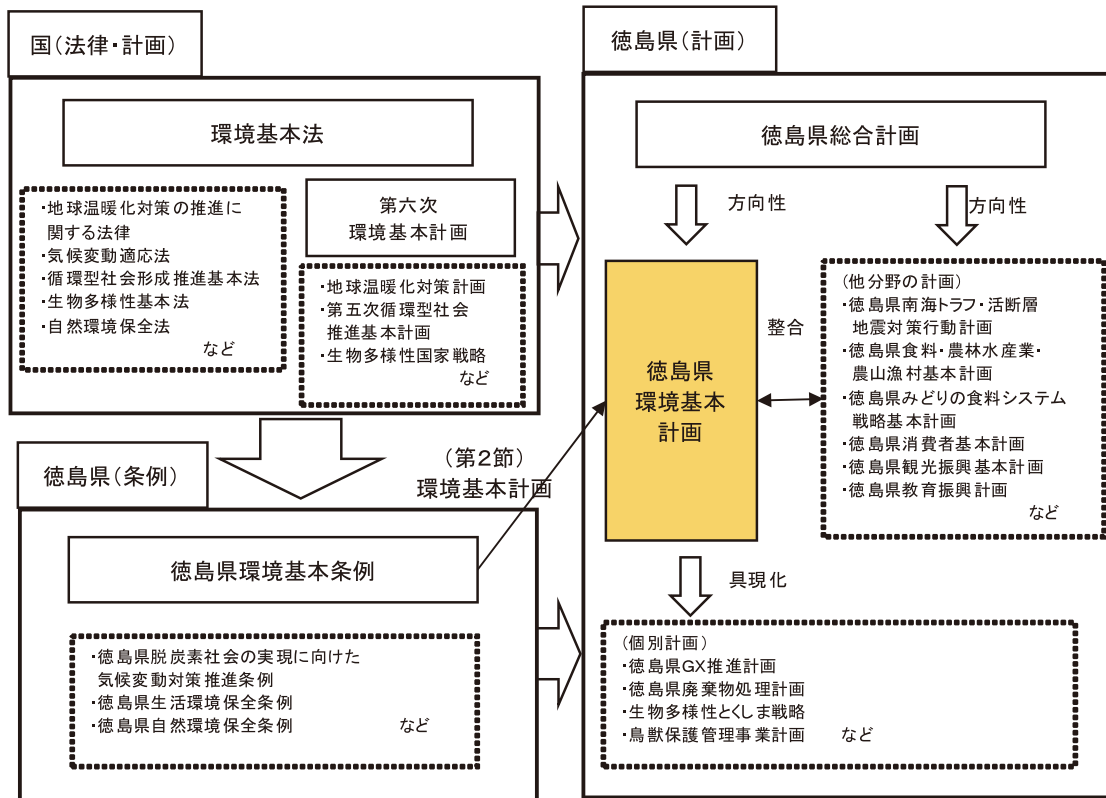 国（法律・計画）
環境基本法
・地球温暖化対策の推進に
関する法律
・気候変動適応法
・循環型社会形成推進基本法
・生物多様性基本法
・自然環境保全法
など
第六次
環境基本計画
・地球温暖化対策計画
・第五次循環型社会
推進基本計画
・生物多様性国家戦略
など
徳島県（条例）
（第２節）
環境基本計画
徳島県環境基本条例
・徳島県脱炭素社会の実現に向けた
気候変動対策推進条例
・徳島県生活環境保全条例
・徳島県自然環境保全条例
など
徳島県（計画）
徳島県総合計画
方向性
方向性
徳島県
環境基本
計画
整合
（他分野の計画）
・徳島県南海トラフ・活断層
地震対策行動計画
・徳島県食料・農林水産業・
農山漁村基本計画
・徳島県みどりの食料システム
戦略基本計画
・徳島県消費者基本計画
・徳島県観光振興基本計画
・徳島県教育振興計画
など
具現化
（個別計画）
・徳島県GX推進計画
・徳島県廃棄物処理計画
・生物多様性とくしま戦略
・鳥獣保護管理事業計画　など